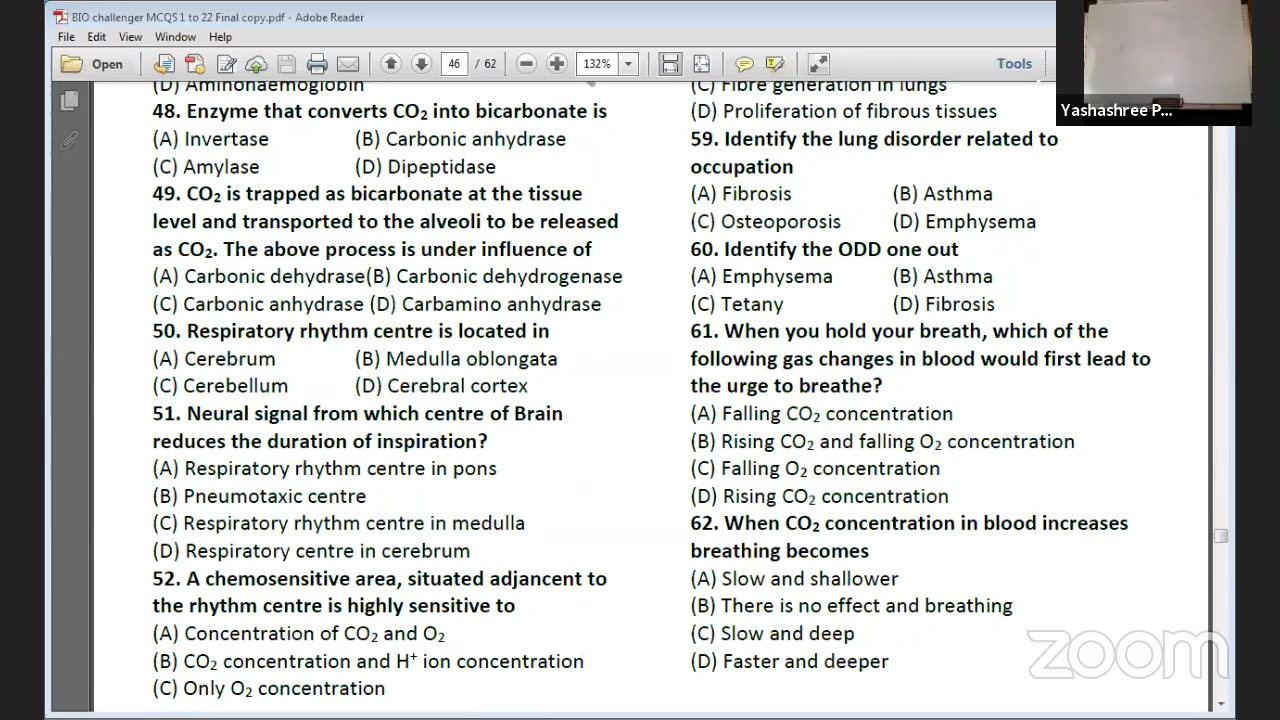 BIO challenger MCQS 1 to 22 Final copy.pdf - Adobe Reader
File Edit View Window Help
Open 46 / 62 132% Tools
Yashashree P...
(D) Aminohaemoglobin
48. Enzyme that converts CO₂ into bicarbonate is
(A) Invertase (B) Carbonic anhydrase
(C) Amylase (D) Dipeptidase
49. CO₂ is trapped as bicarbonate at the tissue
level and transported to the alveoli to be released
as CO₂. The above process is under influence of
(A) Carbonic dehydrase(B) Carbonic dehydrogenase
(C) Carbonic anhydrase (D) Carbamino anhydrase
50. Respiratory rhythm centre is located in
(A) Cerebrum (B) Medulla oblongata
(C) Cerebellum (D) Cerebral cortex
51. Neural signal from which centre of Brain
reduces the duration of inspiration?
(A) Respiratory rhythm centre in pons
(B) Pneumotaxic centre
(C) Respiratory rhythm centre in medulla
(D) Respiratory centre in cerebrum
52. A chemosensitive area, situated adjancent to
the rhythm centre is highly sensitive to
(A) Concentration of CO₂ and O₂
(B) CO₂ concentration and H⁺ ion concentration
(C) Only O₂ concentration
(C) Fibre generation in lungs
(D) Proliferation of fibrous tissues
59. Identify the lung disorder related to
occupation
(A) Fibrosis (B) Asthma
(C) Osteoporosis (D) Emphysema
60. Identify the ODD one out
(A) Emphysema (B) Asthma
(C) Tetany (D) Fibrosis
61. When you hold your breath, which of the
following gas changes in blood would first lead to
the urge to breathe?
(A) Falling CO₂ concentration
(B) Rising CO₂ and falling O₂ concentration
(C) Falling O₂ concentration
(D) Rising CO₂ concentration
62. When CO₂ concentration in blood increases
breathing becomes
(A) Slow and shallower
(B) There is no effect and breathing
(C) Slow and deep
(D) Faster and deeper
zoom